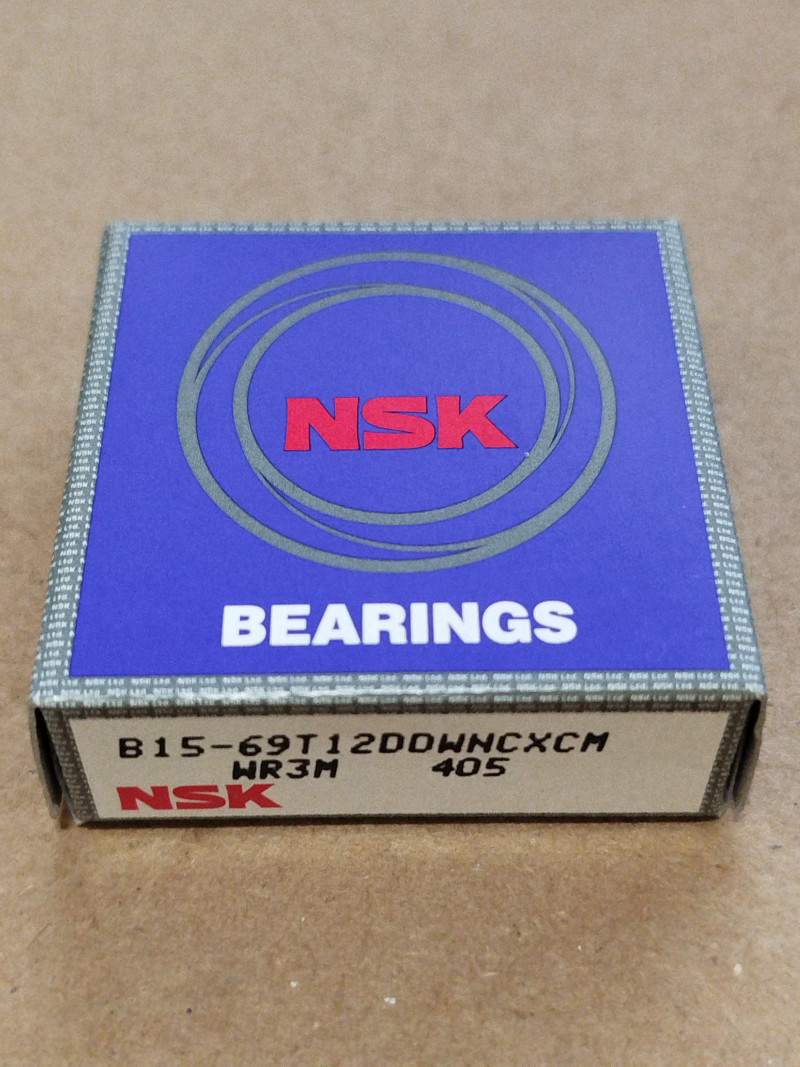 NSK
BEARINGS
B15-69T12DDWNCXCM
WR3M 405
NSK